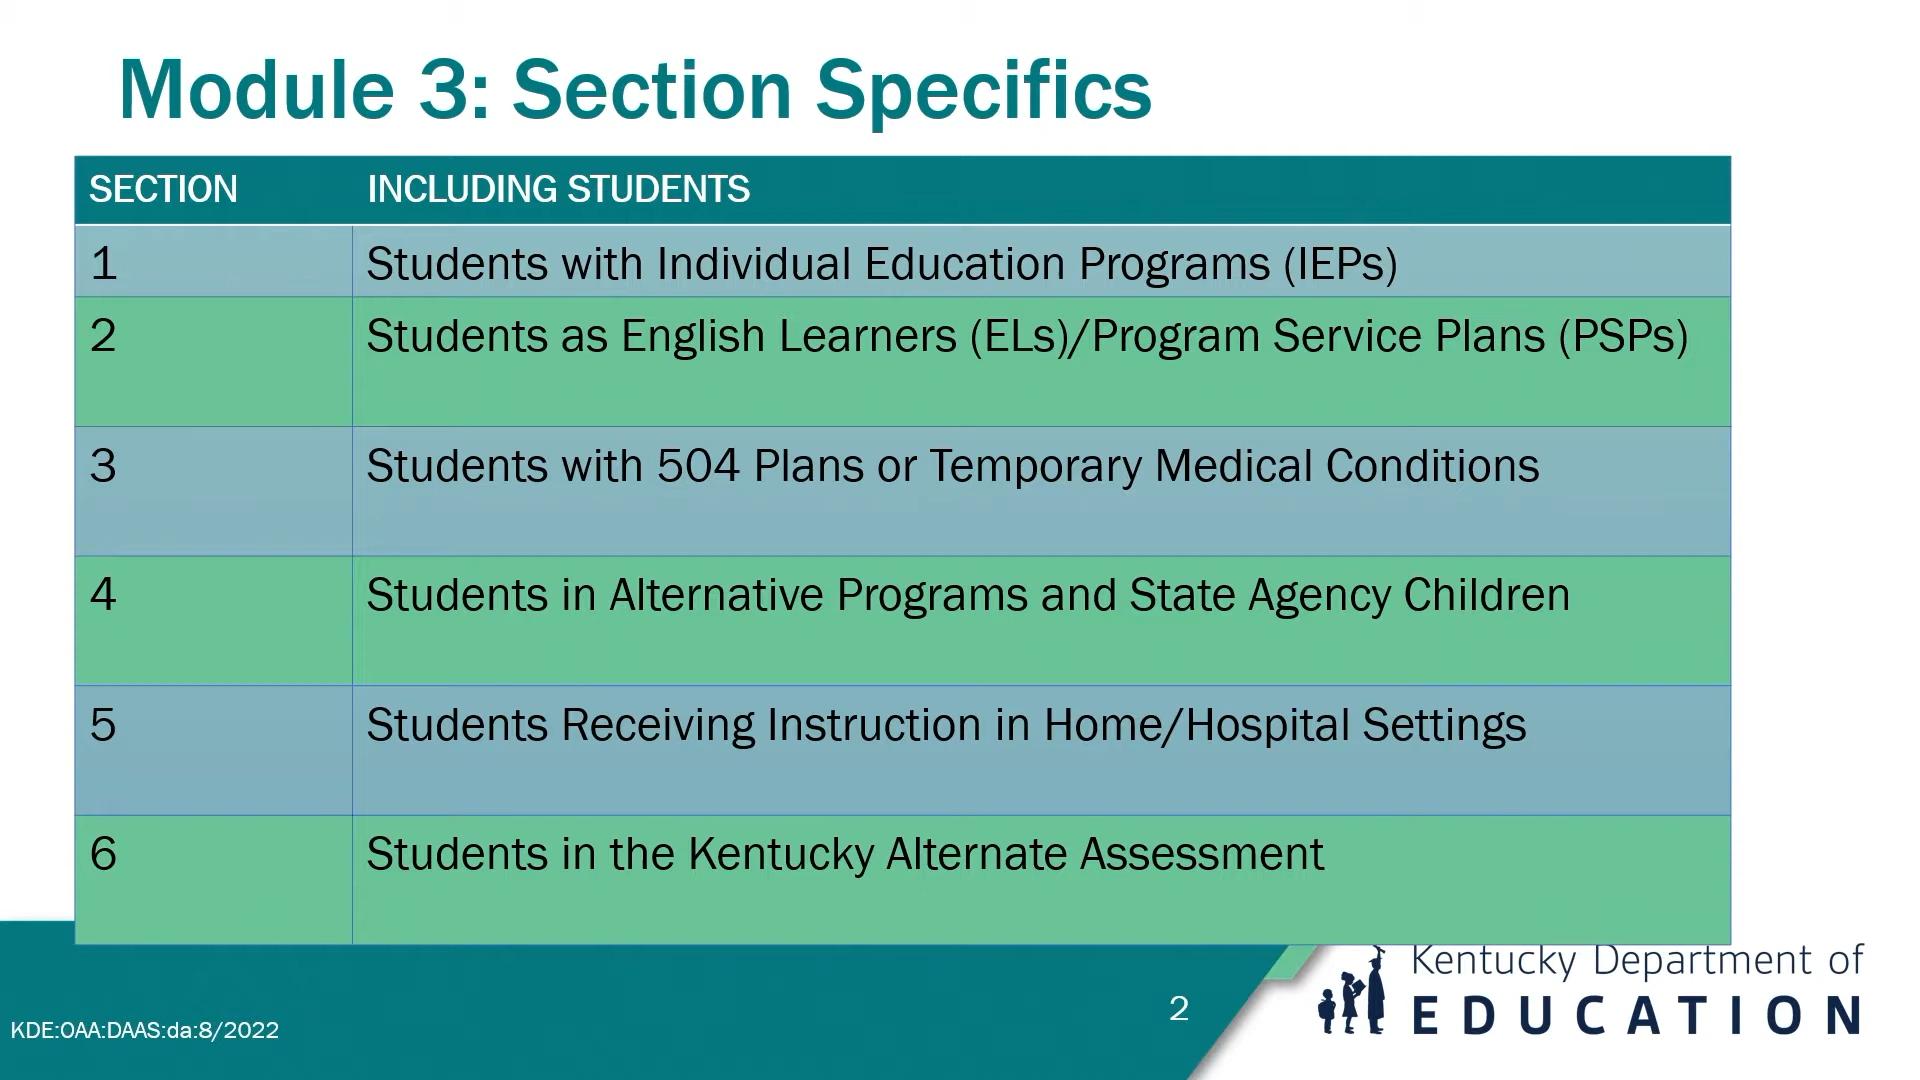 Module 3: Section Specifics
SECTION INCLUDING STUDENTS
1 Students with Individual Education Programs (IEPs)
2 Students as English Learners (ELs)/Program Service Plans (PSPs)
3 Students with 504 Plans or Temporary Medical Conditions
4 Students in Alternative Programs and State Agency Children
5 Students Receiving Instruction in Home/Hospital Settings
6 Students in the Kentucky Alternate Assessment
KDE:OAA:DAAS:da:8/2022
2
Kentucky Department of
EDUCATION